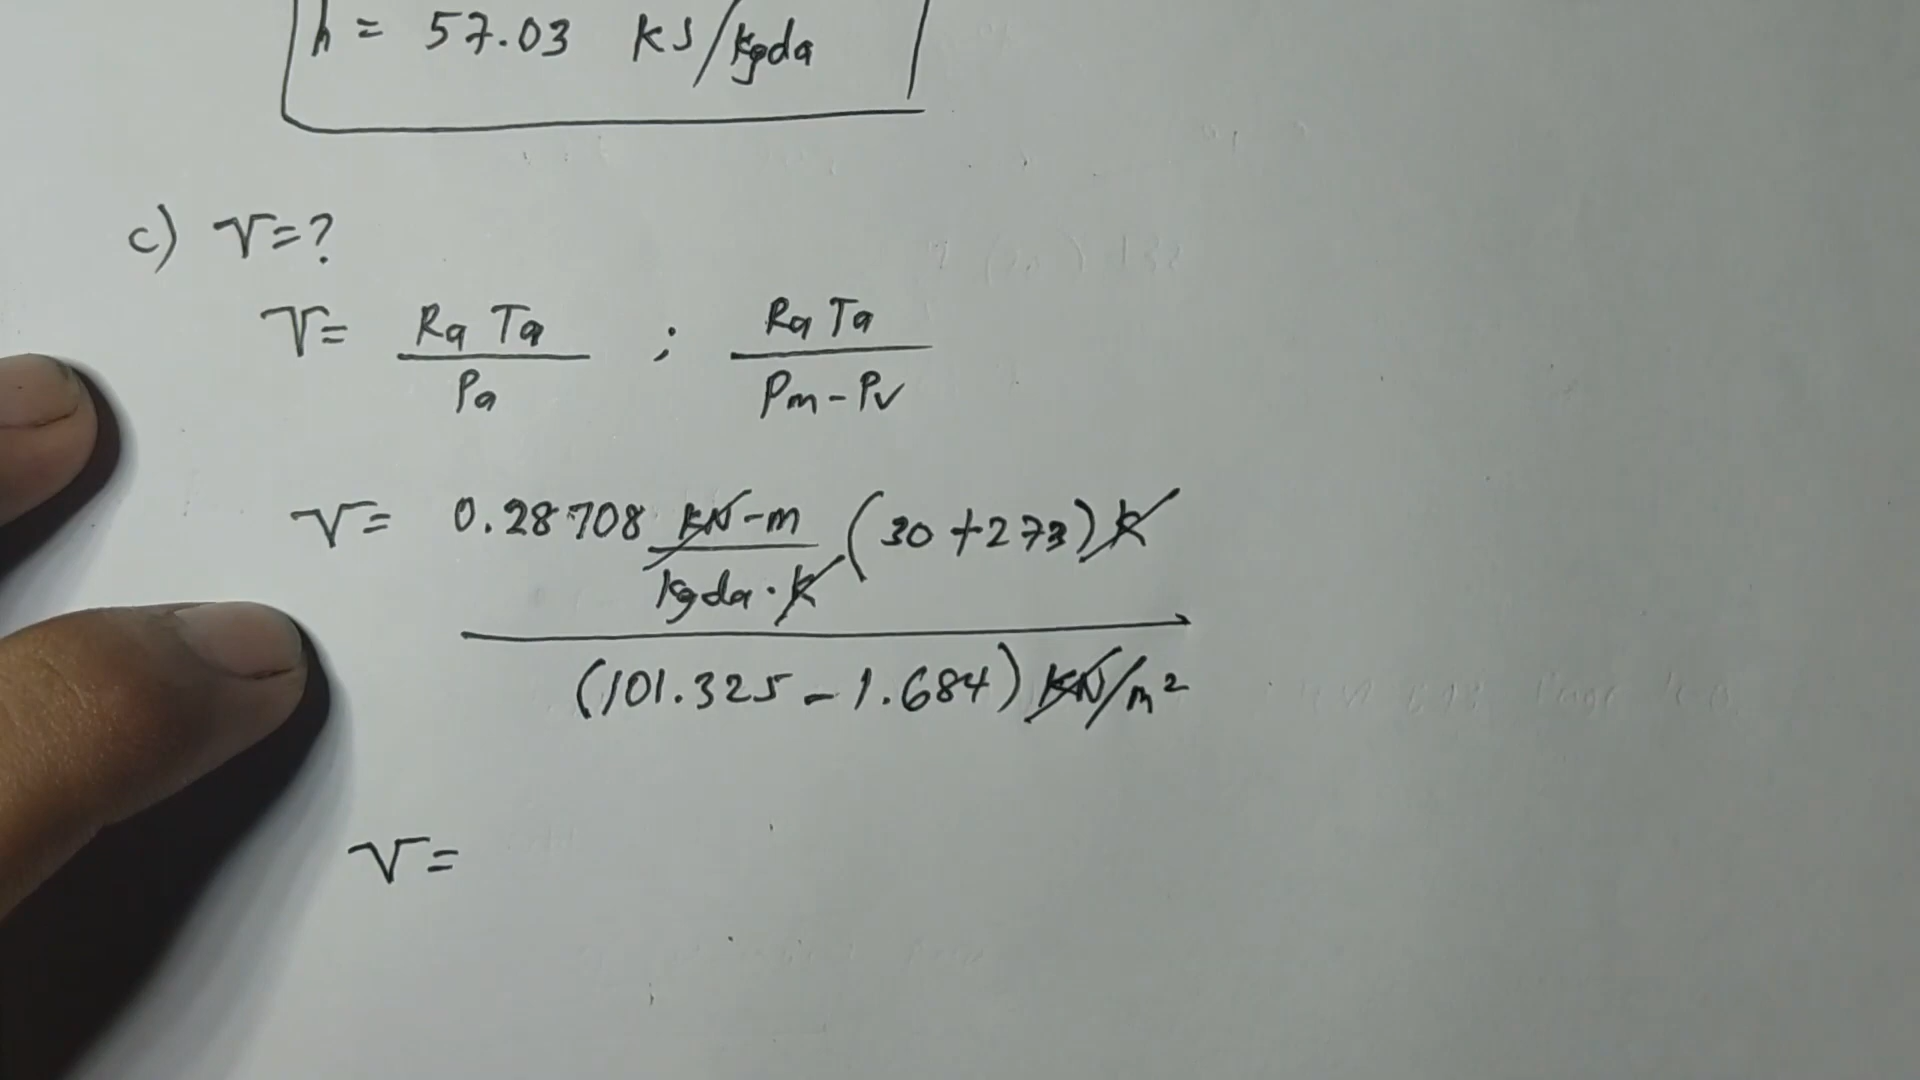 h = 57.03 kJ/kgda
c) V=?
V= Ra Ta / Pa ; Ra Ta / Pm-Pv
V= 0.28708 kN-m / kgda·K (30+273)K
(101.325-1.684) kN/m²
V=